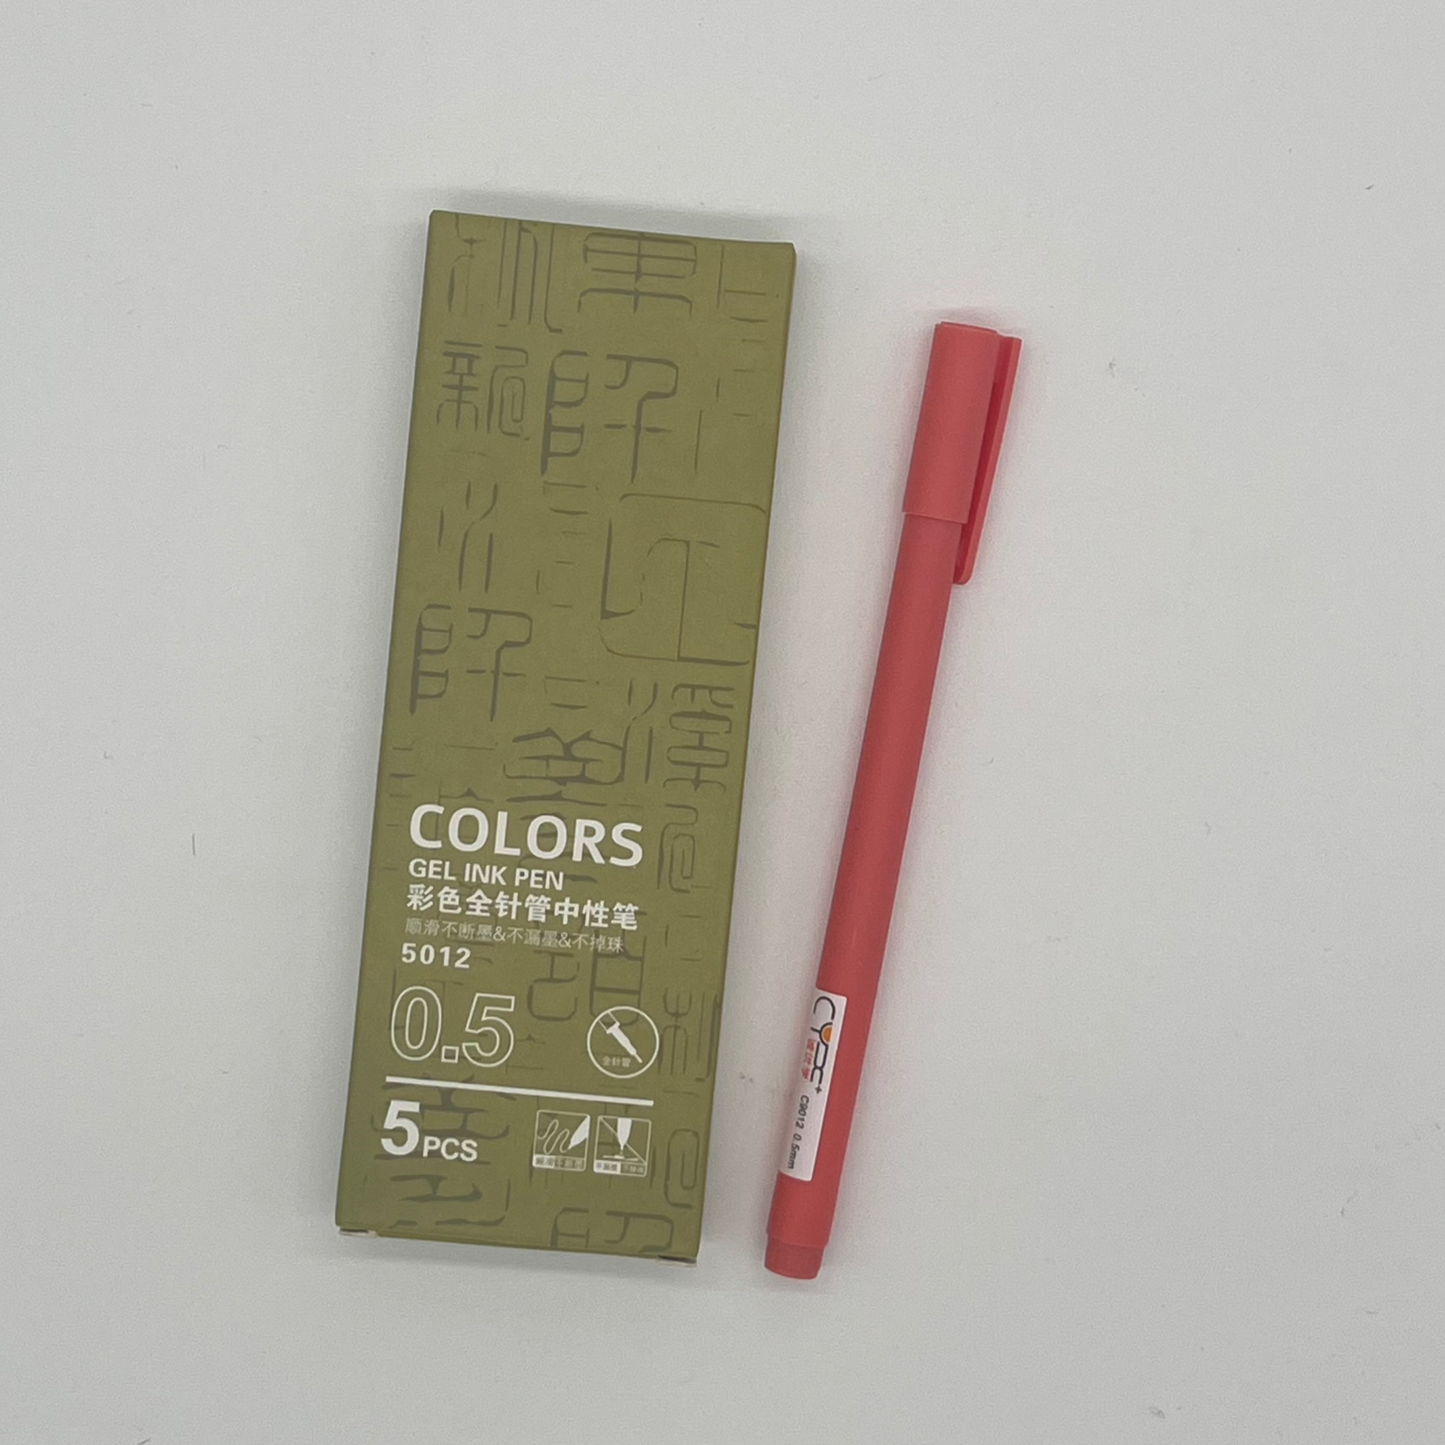 COLORS
GEL INK PEN
彩色全针管中性笔
順滑不断墨&不漏墨&不掉珠
5012
0.5
全针管
5PCS
C9012 0.5mm